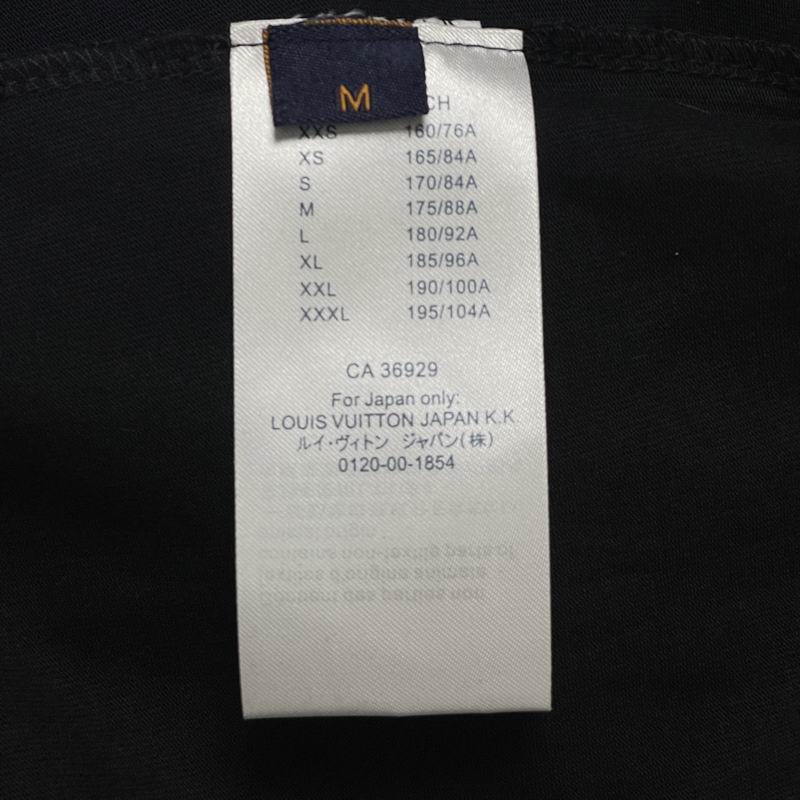 M
CH
XXS 160/76A
XS 165/84A
S 170/84A
M 175/88A
L 180/92A
XL 185/96A
XXL 190/100A
XXXL 195/104A
CA 36929
For Japan only:
LOUIS VUITTON JAPAN K.K.
ルイ・ヴィトン ジャパン(株)
0120-00-1854